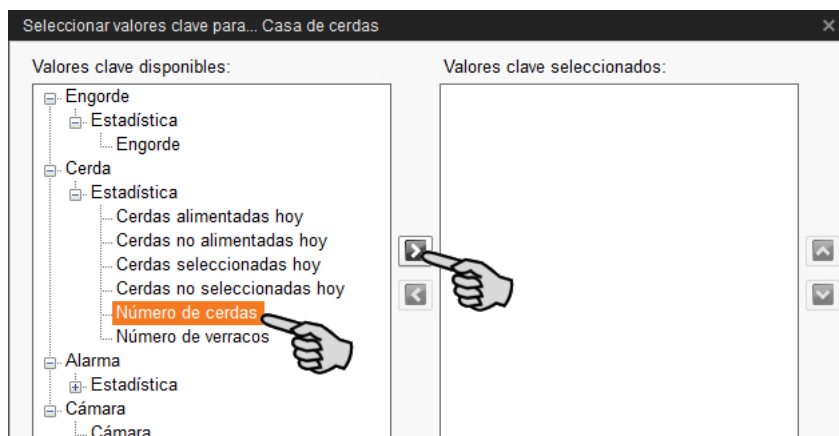 Seleccionar valores clave para... Casa de cerdas
Valores clave disponibles:
Engorde
Estadística
Engorde
Cerda
Estadística
Cerdas alimentadas hoy
Cerdas no alimentadas hoy
Cerdas seleccionadas hoy
Cerdas no seleccionadas hoy
Número de cerdas
Número de verracos
Alarma
Estadística
Cámara
Cámara
Valores clave seleccionados: